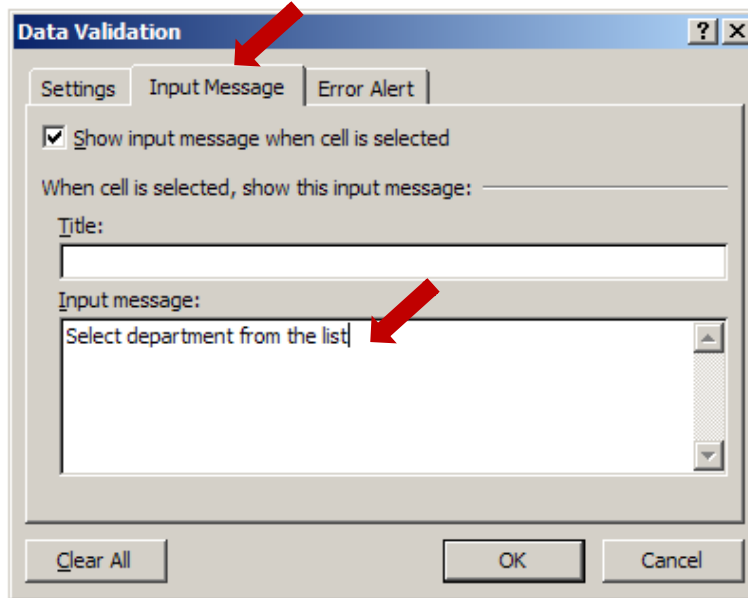 Data Validation
Settings Input Message Error Alert
Show input message when cell is selected
When cell is selected, show this input message:
Title:
Input message:
Select department from the list
Clear All OK Cancel